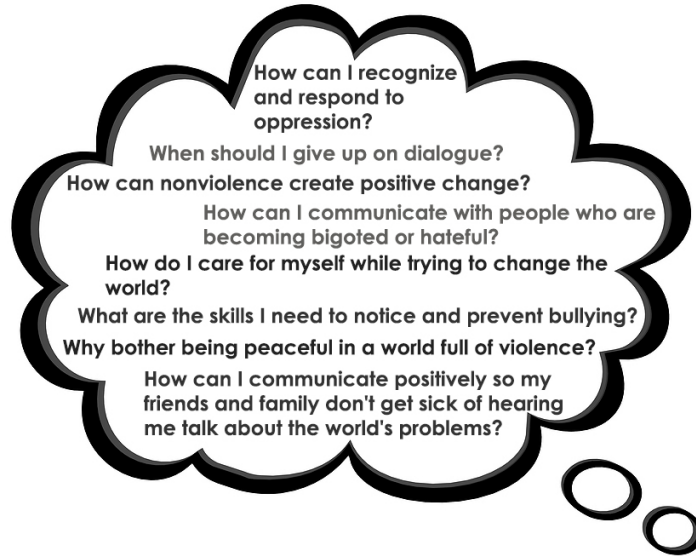 How can I recognize
and respond to
oppression?
When should I give up on dialogue?
How can nonviolence create positive change?
How can I communicate with people who are
becoming bigoted or hateful?
How do I care for myself while trying to change the
world?
What are the skills I need to notice and prevent bullying?
Why bother being peaceful in a world full of violence?
How can I communicate positively so my
friends and family don't get sick of hearing
me talk about the world's problems?